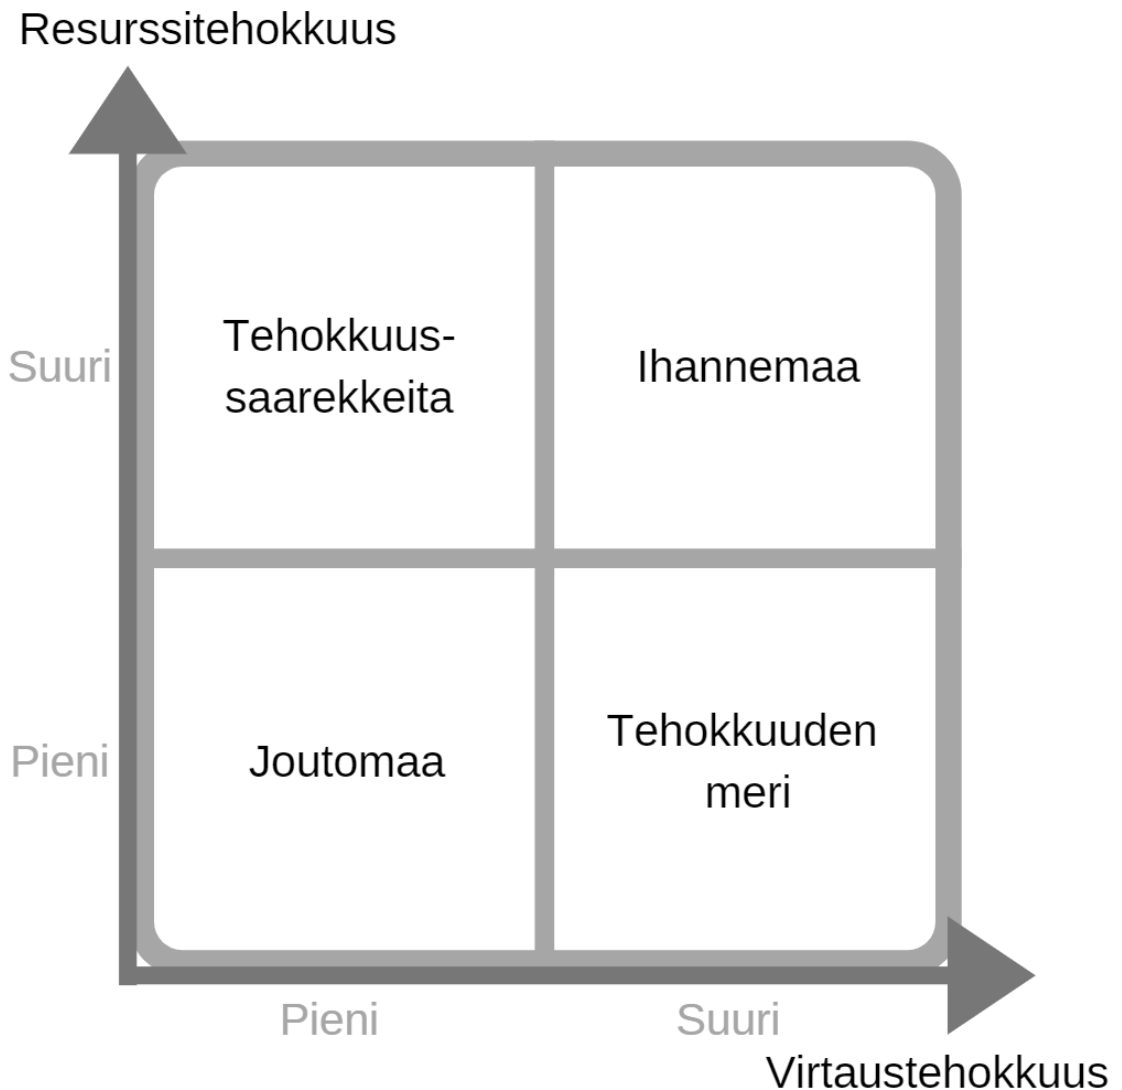 Resurssitehokkuus
Tehokkuus-
saarekkeita
Ihannemaa
Suuri
Joutomaa
Tehokkuuden
meri
Pieni
Pieni
Suuri
Virtaustehokkuus